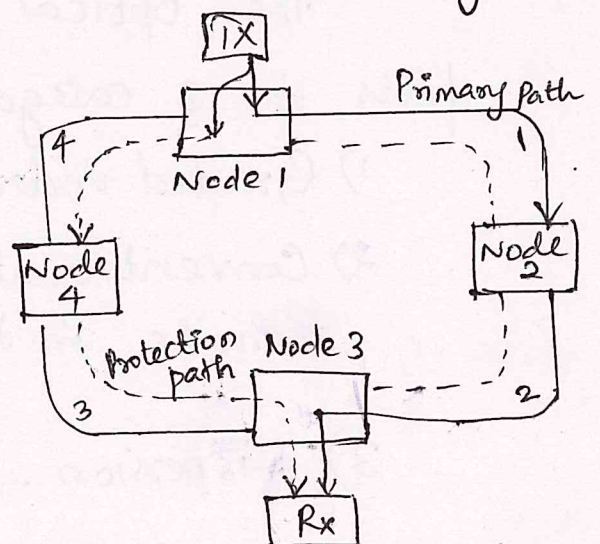 TX
Primary Path
4
1
Node 1
Node
4
Node
2
Protection
path
Node 3
3
2
Rx